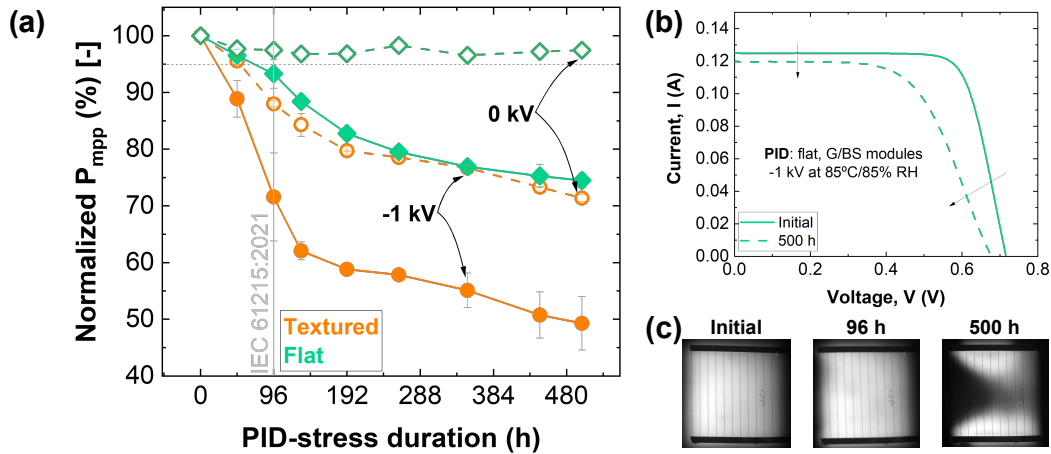 (a)
Normalized Pmpp (%) [-]
100
90
80
70
60
50
40
0
96
192
288
384
480
PID-stress duration (h)
IEC 61215:2021
0 kV
-1 kV
Textured
Flat
(b)
Current, I (A)
0.14
0.12
0.10
0.08
0.06
0.04
0.02
0.00
0.0
0.2
0.4
0.6
0.8
1.0
Voltage, V (V)
PID: flat, G/BS modules
-1 kV at 85ºC/85% RH
Initial
500 h
(c)
Initial
96 h
500 h